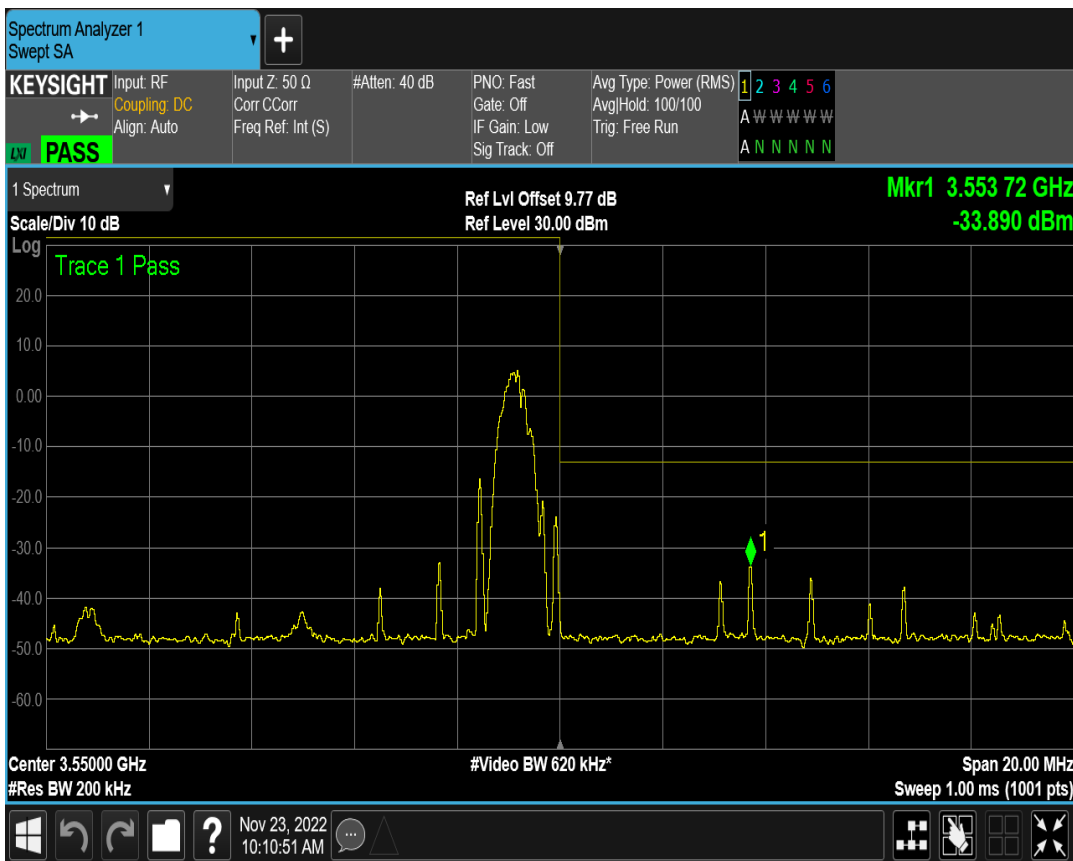 Spectrum Analyzer 1
Swept SA
+
KEYSIGHT
Input: RF
Coupling: DC
Align: Auto
LXI PASS
Input Z: 50 Ω
Corr CCorr
Freq Ref: Int (S)
#Atten: 40 dB
PNO: Fast
Gate: Off
IF Gain: Low
Sig Track: Off
Avg Type: Power (RMS)
Avg|Hold: 100/100
Trig: Free Run
1 2 3 4 5 6
A W W W W W
A N N N N N
1 Spectrum
Scale/Div 10 dB
Ref Lvl Offset 9.77 dB
Ref Level 30.00 dBm
Mkr1 3.553 72 GHz
-33.890 dBm
Log
Trace 1 Pass
20.0
10.0
0.00
-10.0
-20.0
-30.0
-40.0
-50.0
-60.0
1
Center 3.55000 GHz
#Res BW 200 kHz
#Video BW 620 kHz*
Span 20.00 MHz
Sweep 1.00 ms (1001 pts)
?
Nov 23, 2022
10:10:51 AM